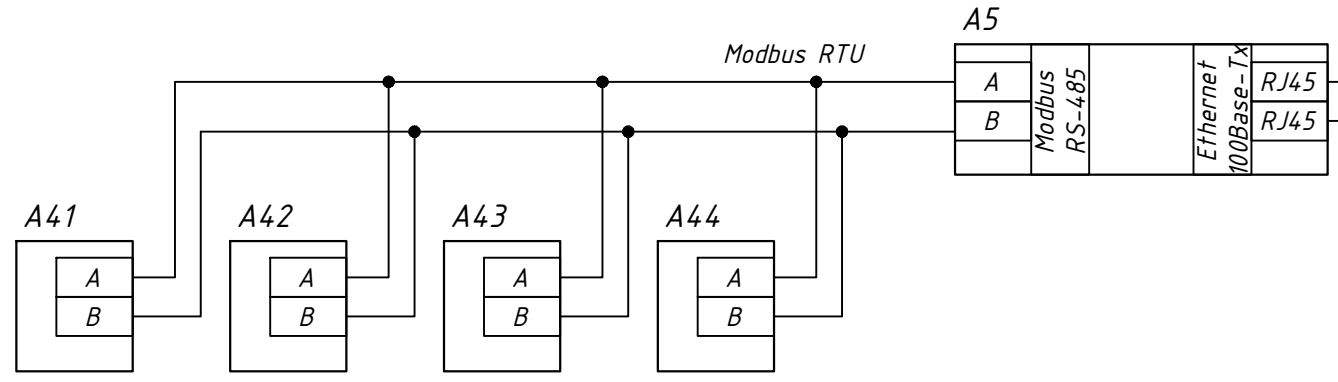 A5
Modbus RTU
A
B
Modbus
RS-485
Ethernet
100Base-Tx
RJ45
RJ45
A41
A42
A43
A44
A
B
A
B
A
B
A
B